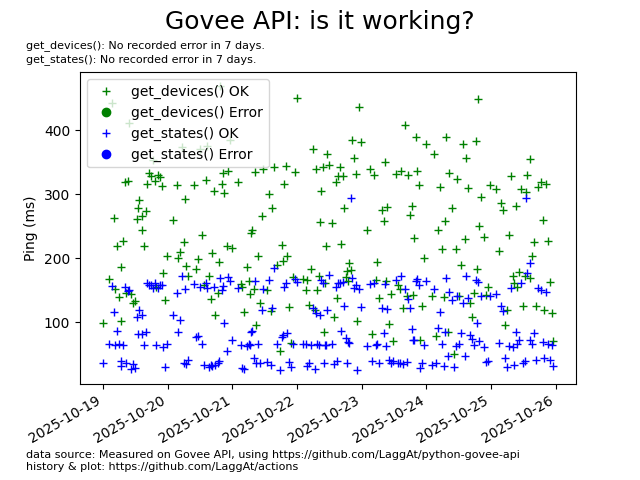 Govee API: is it working?
get_devices(): No recorded error in 7 days.
get_states(): No recorded error in 7 days.
get_devices() OK
get_devices() Error
get_states() OK
get_states() Error
400
300
200
100
Ping (ms)
2025-10-19
2025-10-20
2025-10-21
2025-10-22
2025-10-23
2025-10-24
2025-10-25
2025-10-26
data source: Measured on Govee API, using https://github.com/LaggAt/python-govee-api
history & plot: https://github.com/LaggAt/actions